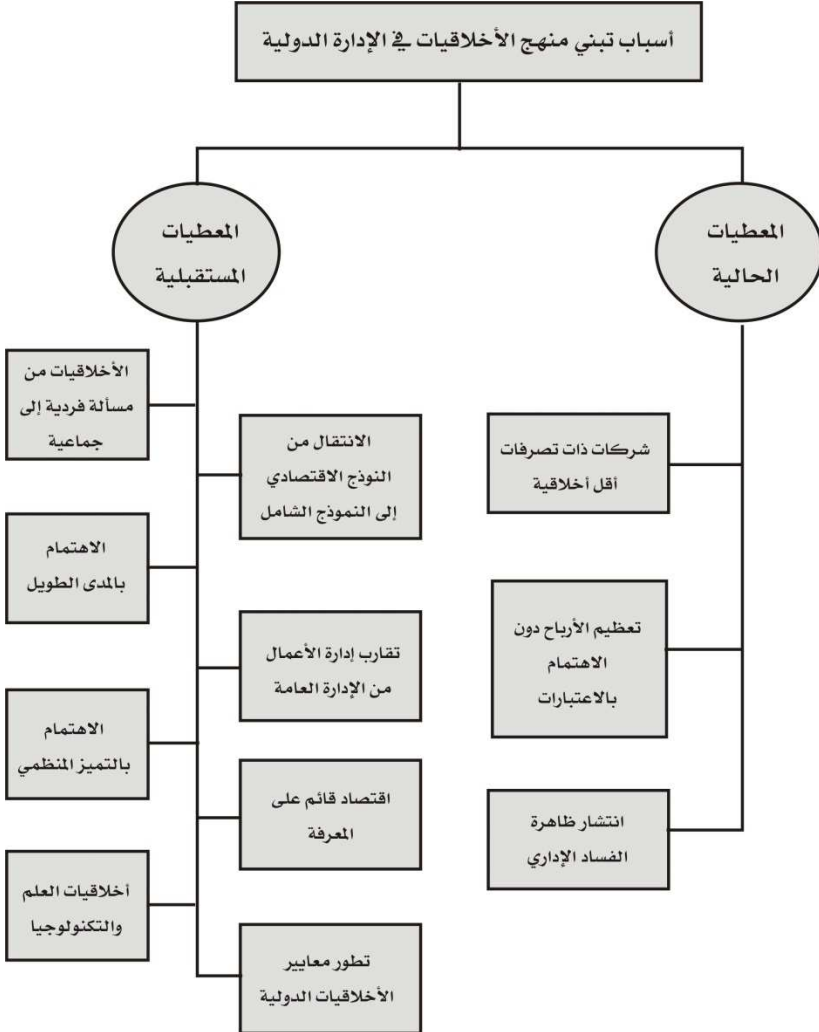 أسباب تبني منهج الأخلاقيات في الإدارة الدولية
المعطيات
الحالية
شركات ذات تصرفات
أقل أخلاقية
تعظيم الأرباح دون
الاهتمام
بالاعتبارات
انتشار ظاهرة
الفساد الإداري
المعطيات
المستقبلية
الأخلاقيات من
مسألة فردية إلى
جماعية
الانتقال من
النوذج الاقتصادي
إلى النموذج الشامل
الاهتمام
بالمدى الطويل
تقارب إدارة الأعمال
من الإدارة العامة
الاهتمام
بالتميز المنظمي
اقتصاد قائم على
المعرفة
أخلاقيات العلم
والتكنولوجيا
تطور معايير
الأخلاقيات الدولية